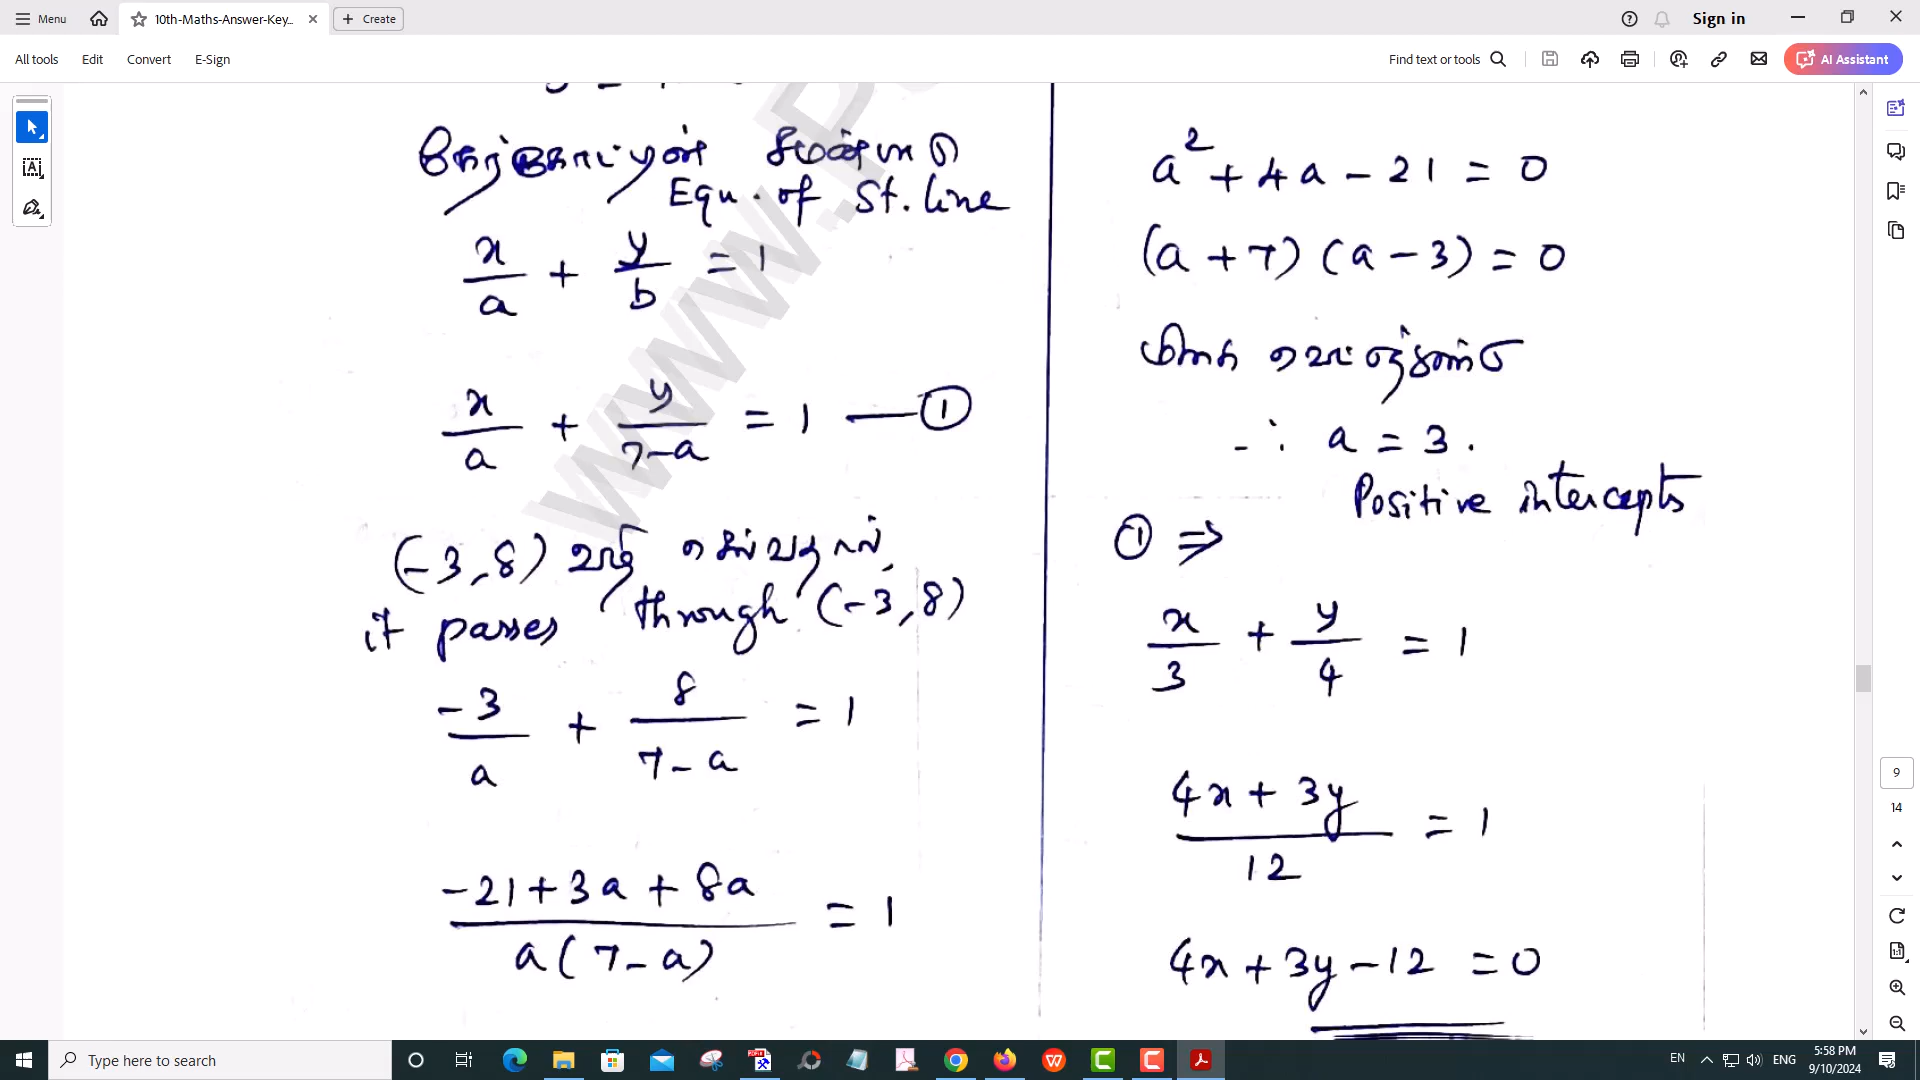 Menu
10th-Maths-Answer-Key...
Create
Sign in
All tools
Edit
Convert
E-Sign
Find text or tools
AI Assistant
Equ. of St. line
x/a + y/b = 1
x/a + y/7-a = 1 — ①
(-3,8)
it passes through (-3,8)
-3/a + 8/7-a = 1
-21+3a+8a/a(7-a) = 1
a² + 4a - 21 = 0
(a + 7) (a - 3) = 0
∴ a = 3.
Positive intercepts
① ⇒
x/3 + y/4 = 1
4x + 3y/12 = 1
4x + 3y - 12 = 0
www.P
9
14
Type here to search
EN
ENG
5:58 PM
9/10/2024